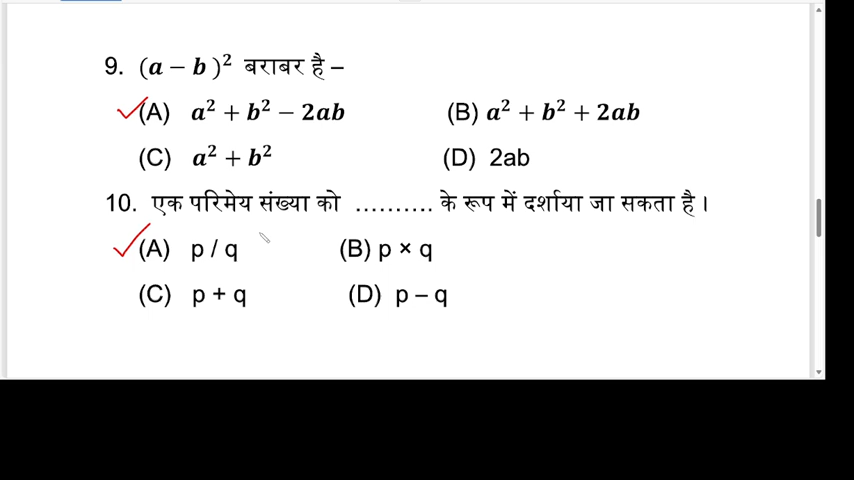 9. (a − b )² बराबर है –
(A) a² + b² − 2ab (B) a² + b² + 2ab
(C) a² + b² (D) 2ab
10. एक परिमेय संख्या को .......... के रूप में दर्शाया जा सकता है।
(A) p / q (B) p × q
(C) p + q (D) p – q